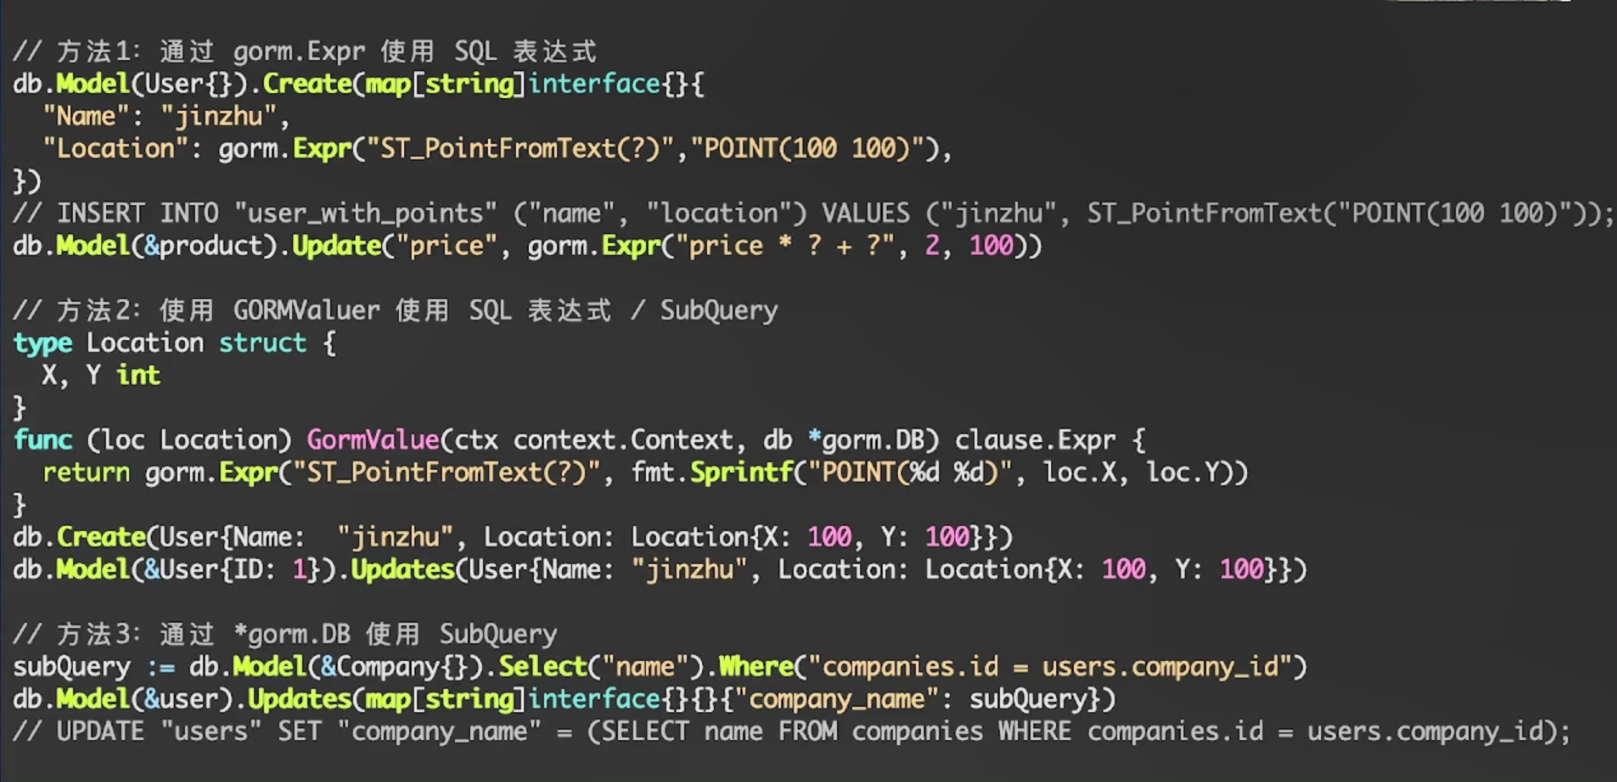 // 方法1: 通过 gorm.Expr 使用 SQL 表达式
db.Model(User{}).Create(map[string]interface{}{
  "Name": "jinzhu",
  "Location": gorm.Expr("ST_PointFromText(?)","POINT(100 100)"),
})
// INSERT INTO "user_with_points" ("name", "location") VALUES ("jinzhu", ST_PointFromText("POINT(100 100)"));
db.Model(&product).Update("price", gorm.Expr("price * ? + ?", 2, 100))

// 方法2: 使用 GORMValuer 使用 SQL 表达式 / SubQuery
type Location struct {
  X, Y int
}
func (loc Location) GormValue(ctx context.Context, db *gorm.DB) clause.Expr {
  return gorm.Expr("ST_PointFromText(?)", fmt.Sprintf("POINT(%d %d)", loc.X, loc.Y))
}
db.Create(User{Name:  "jinzhu", Location: Location{X: 100, Y: 100}})
db.Model(&User{ID: 1}).Updates(User{Name: "jinzhu", Location: Location{X: 100, Y: 100}})

// 方法3: 通过 *gorm.DB 使用 SubQuery
subQuery := db.Model(&Company{}).Select("name").Where("companies.id = users.company_id")
db.Model(&user).Updates(map[string]interface{}{}{"company_name": subQuery})
// UPDATE "users" SET "company_name" = (SELECT name FROM companies WHERE companies.id = users.company_id);